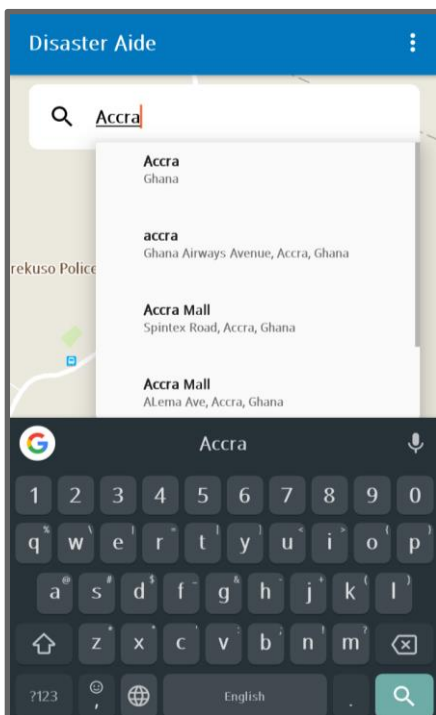 Disaster Aide
Accra
Accra
Ghana
accra
Ghana Airways Avenue, Accra, Ghana
rekuso Police
Accra Mall
Spintex Road, Accra, Ghana
Accra Mall
ALema Ave, Accra, Ghana
G
Accra
1 2 3 4 5 6 7 8 9 0
q w e r t y u i o p
a s d f g h j k l
z x c v b n m
?123 , English .